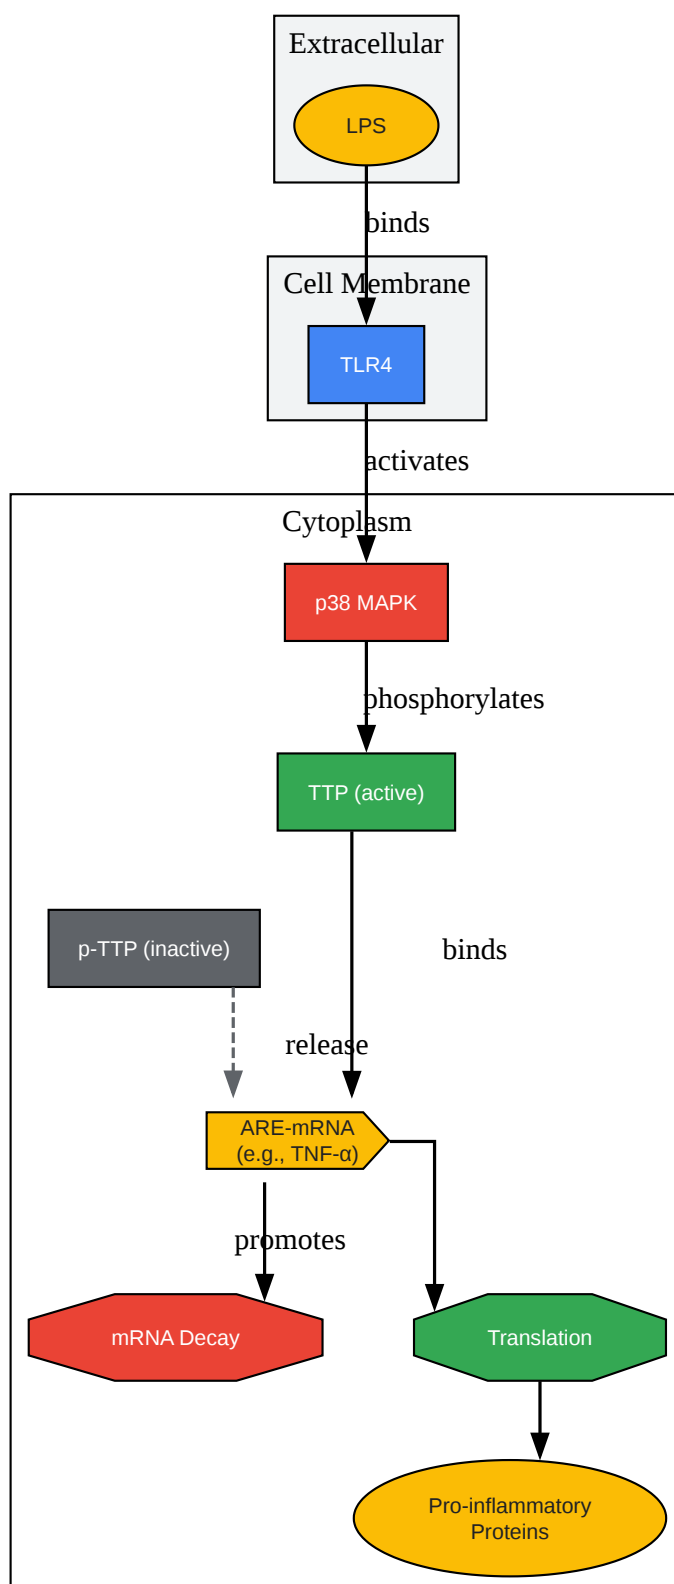 Extracellular
LPS
binds
Cell Membrane
TLR4
activates
Cytoplasm
p38 MAPK
phosphorylates
TTP (active)
p-TTP (inactive)
binds
release
ARE-mRNA
(e.g., TNF-α)
promotes
mRNA Decay
Translation
Pro-inflammatory
Proteins